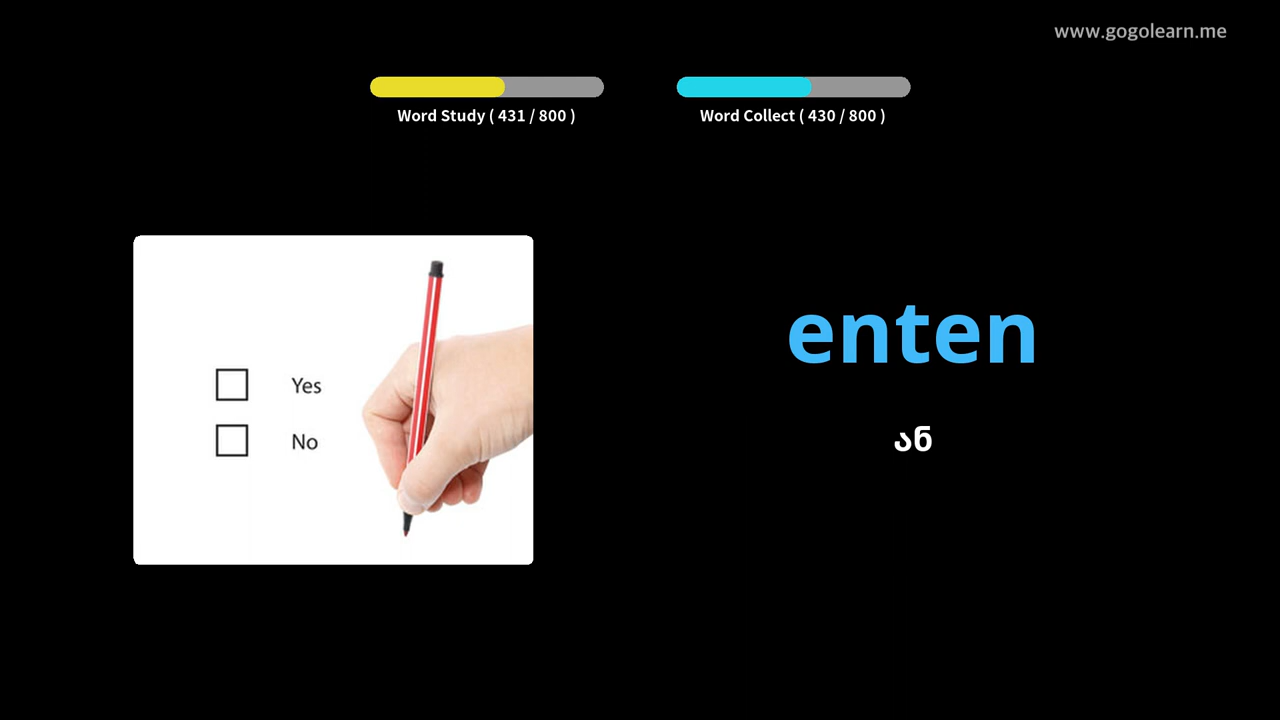 www.gogolearn.me
Word Study ( 431 / 800 )
Word Collect ( 430 / 800 )
Yes
No
enten
ან